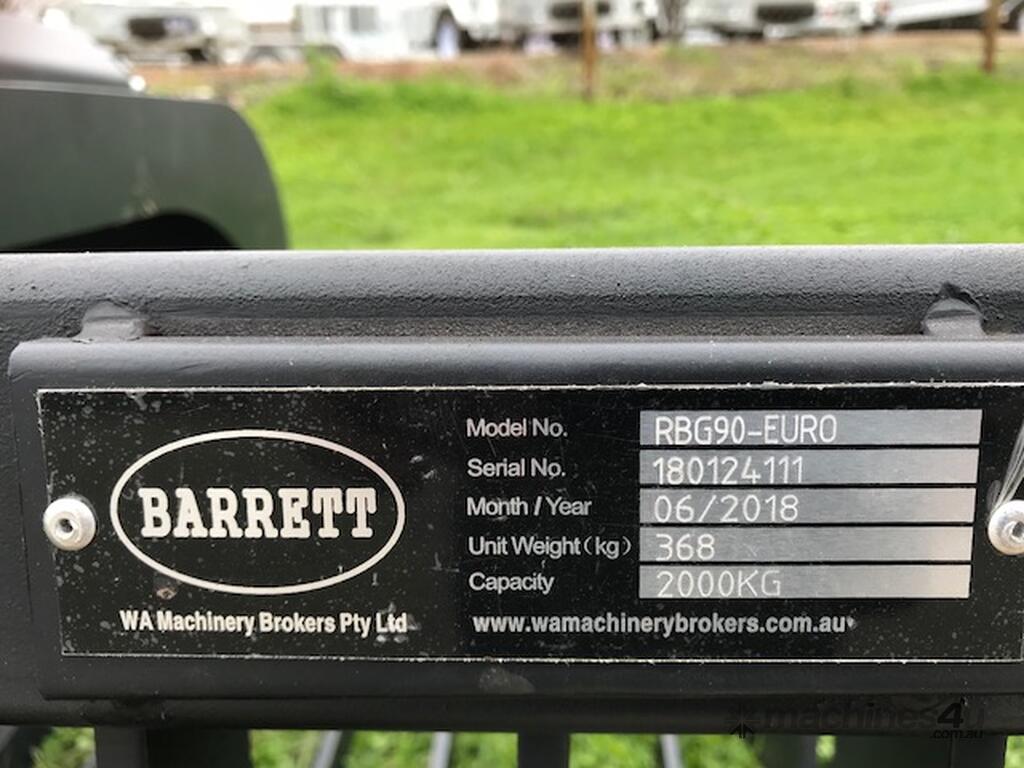 BARRETT
WA Machinery Brokers Pty Ltd
Model No. RBG90-EURO
Serial No. 180124111
Month / Year 06/2018
Unit Weight(kg) 368
Capacity 2000KG
www.wamachinerybrokers.com.au
machines4u
.com.au